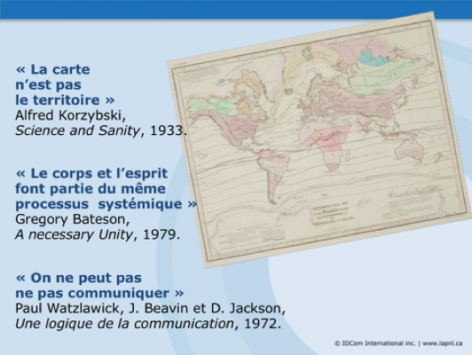 « La carte
n'est pas
le territoire »
Alfred Korzybski,
Science and Sanity, 1933.
« Le corps et l'esprit
font partie du même
processus systémique »
Gregory Bateson,
A necessary Unity, 1979.
« On ne peut pas
ne pas communiquer »
Paul Watzlawick, J. Beavin et D. Jackson,
Une logique de la communication, 1972.
© IDCom International inc. | www.lapnl.ca